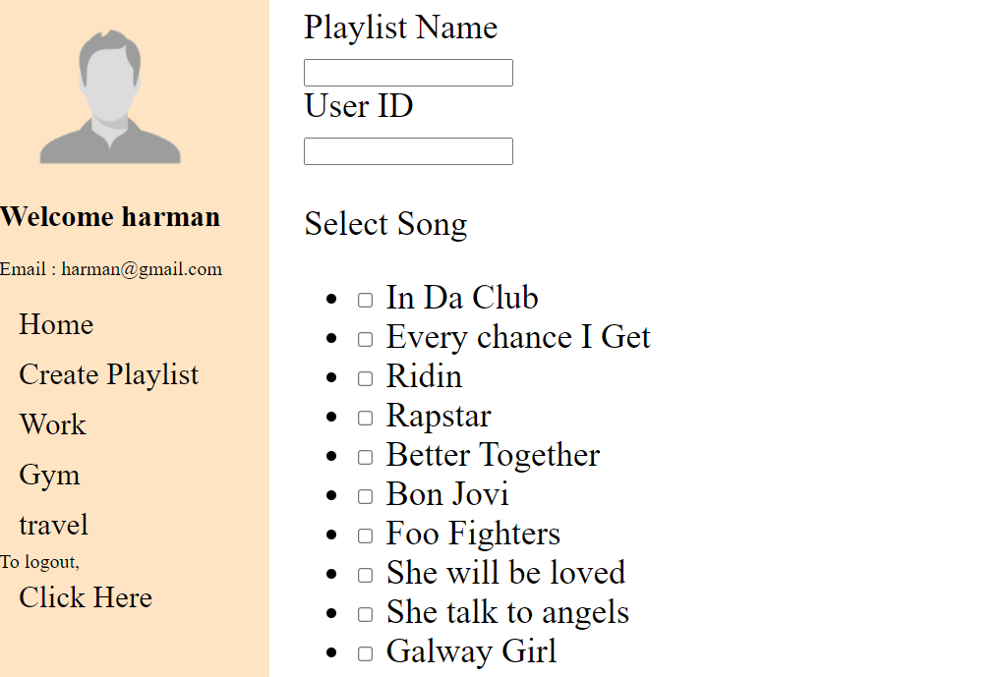 Welcome harman
Email : harman@gmail.com
Home
Create Playlist
Work
Gym
travel
To logout,
Click Here
Playlist Name
User ID
Select Song
In Da Club
Every chance I Get
Ridin
Rapstar
Better Together
Bon Jovi
Foo Fighters
She will be loved
She talk to angels
Galway Girl